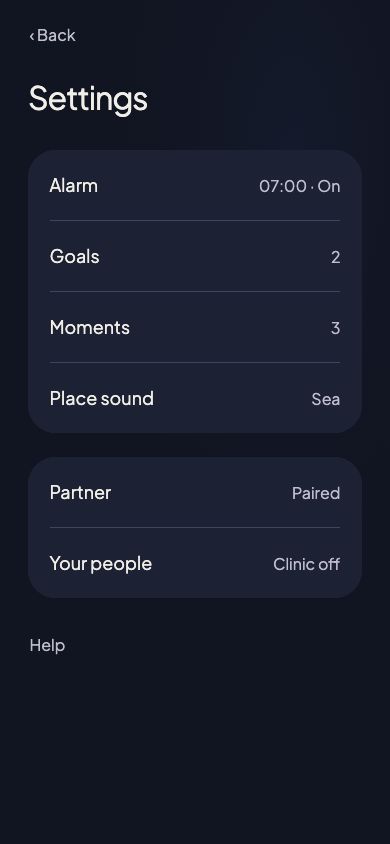 ‹ Back
Settings
Alarm 07:00 · On
Goals 2
Moments 3
Place sound Sea
Partner Paired
Your people Clinic off
Help